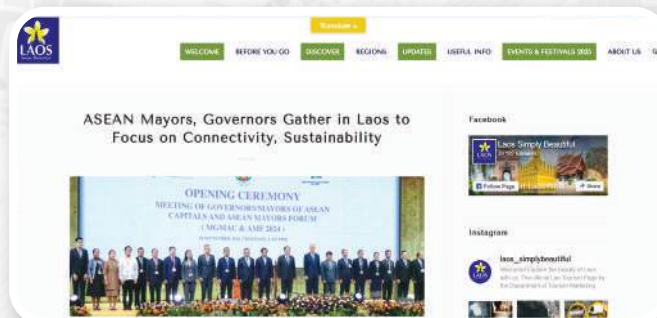 Translate »
LAOS
Simply Beautiful
WELCOME BEFORE YOU GO DISCOVER REGIONS UPDATES USEFUL INFO EVENTS & FESTIVALS 2025 ABOUT US
ASEAN Mayors, Governors Gather in Laos to
Focus on Connectivity, Sustainability
OPENING CEREMONY
MEETING OF GOVERNORS/MAYORS OF ASEAN
CAPITALS AND ASEAN MAYORS FORUM
( MGMAC & AMF 2024 )
Facebook
Laos Simply Beautiful
Follow Page
Share
Instagram
laos_simplybeautiful